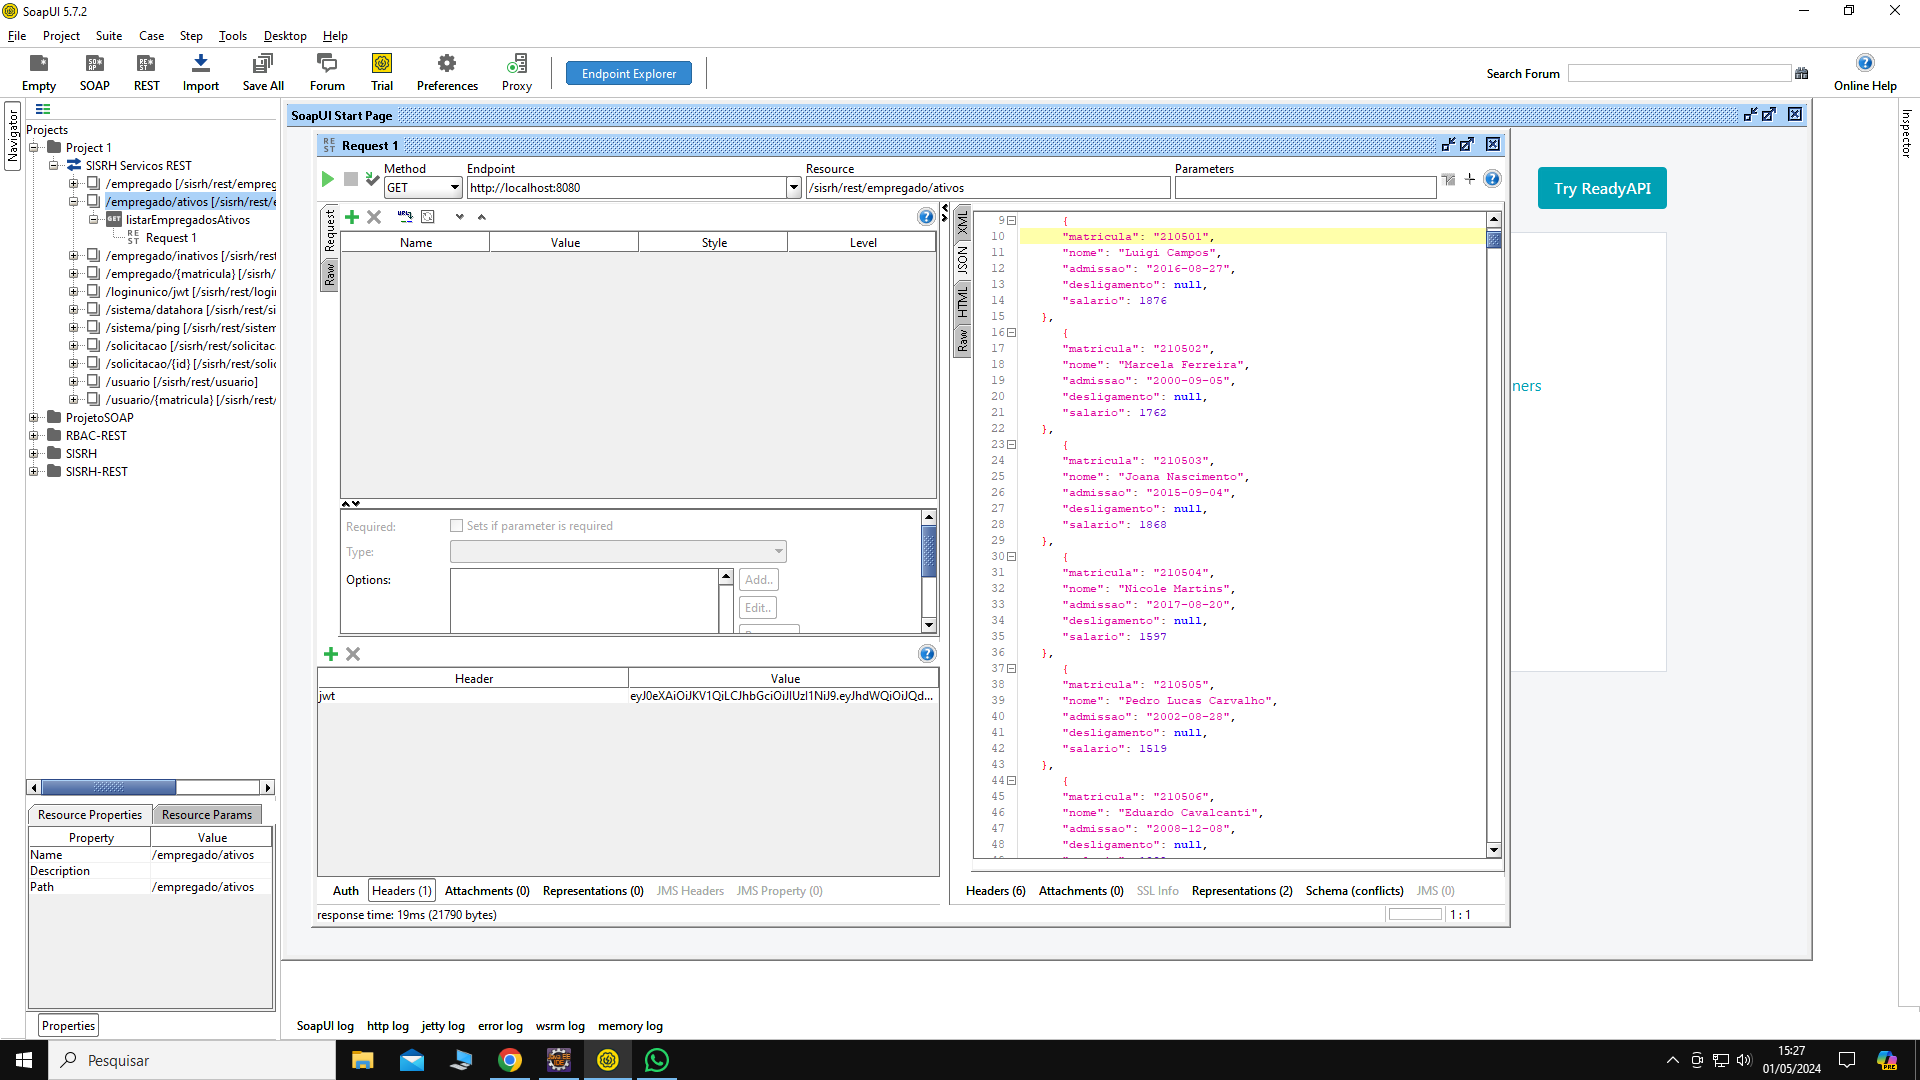 SoapUI 5.7.2
File Project Suite Case Step Tools Desktop Help
Empty SOAP REST Import Save All Forum Trial Preferences Proxy Endpoint Explorer Search Forum Online Help
Navigator
Projects
Project 1
SISRH Servicos REST
/empregado [/sisrh/rest/empreg
/empregado/ativos [/sisrh/rest/e
GET listarEmpregadosAtivos
REST Request 1
/empregado/inativos [/sisrh/rest
/empregado/{matricula} [/sisrh/
/loginunico/jwt [/sisrh/rest/logi
/sistema/datahora [/sisrh/rest/si
/sistema/ping [/sisrh/rest/sistem
/solicitacao [/sisrh/rest/solicitac
/solicitacao/{id} [/sisrh/rest/soli
/usuario [/sisrh/rest/usuario]
/usuario/{matricula} [/sisrh/rest/
ProjetoSOAP
RBAC-REST
SISRH
SISRH-REST
Resource Properties Resource Params
Property Value
Name /empregado/ativos
Description
Path /empregado/ativos
Properties
SoapUI Start Page
REST Request 1
Method Endpoint Resource Parameters
GET http://localhost:8080 /sisrh/rest/empregado/ativos
Request
Raw
Name Value Style Level
Required: Sets if parameter is required
Type:
Options: Add..
Edit..
Header Value
jwt eyJ0eXAiOiJKV1QiLCJhbGciOiJIUzI1NiJ9.eyJhdWQiOiJQd...
Auth Headers (1) Attachments (0) Representations (0) JMS Headers JMS Property (0)
response time: 19ms (21790 bytes)
XML
JSON
HTML
Raw
9 {
10 "matricula": "210501",
11 "nome": "Luigi Campos",
12 "admissao": "2016-08-27",
13 "desligamento": null,
14 "salario": 1876
15 },
16 {
17 "matricula": "210502",
18 "nome": "Marcela Ferreira",
19 "admissao": "2000-09-05",
20 "desligamento": null,
21 "salario": 1762
22 },
23 {
24 "matricula": "210503",
25 "nome": "Joana Nascimento",
26 "admissao": "2015-09-04",
27 "desligamento": null,
28 "salario": 1868
29 },
30 {
31 "matricula": "210504",
32 "nome": "Nicole Martins",
33 "admissao": "2017-08-20",
34 "desligamento": null,
35 "salario": 1597
36 },
37 {
38 "matricula": "210505",
39 "nome": "Pedro Lucas Carvalho",
40 "admissao": "2002-08-28",
41 "desligamento": null,
42 "salario": 1519
43 },
44 {
45 "matricula": "210506",
46 "nome": "Eduardo Cavalcanti",
47 "admissao": "2008-12-08",
48 "desligamento": null,
Headers (6) Attachments (0) SSL Info Representations (2) Schema (conflicts) JMS (0)
1 : 1
Try ReadyAPI
ners
Inspector
SoapUI log http log jetty log error log wsrm log memory log
Pesquisar
15:27
01/05/2024